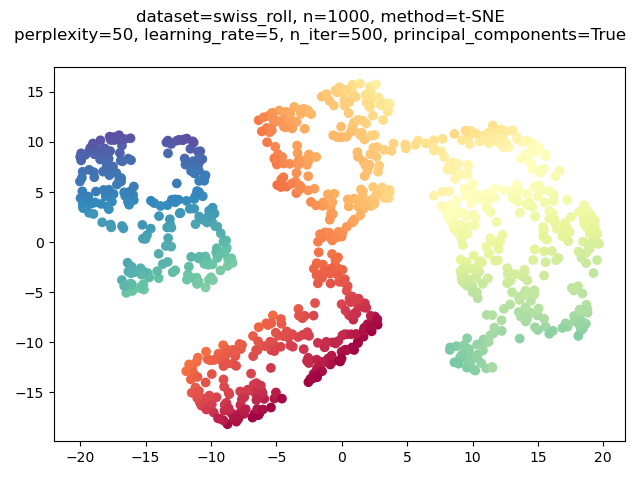 dataset=swiss_roll, n=1000, method=t-SNE
perplexity=50, learning_rate=5, n_iter=500, principal_components=True
15
10
5
0
−5
−10
−15
−20 −15 −10 −5 0 5 10 15 20